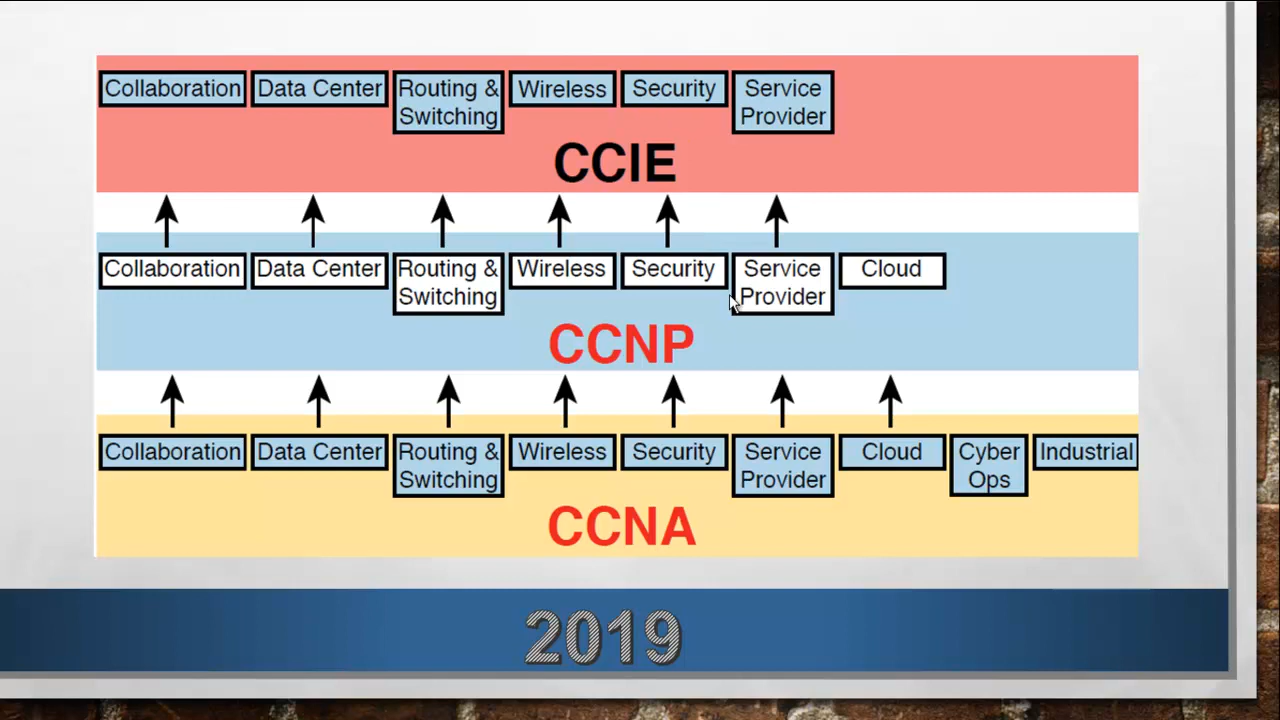 Collaboration Data Center Routing & Wireless Security Service
Switching Provider
CCIE
Collaboration Data Center Routing & Wireless Security Service Cloud
Switching Provider
CCNP
Collaboration Data Center Routing & Wireless Security Service Cloud Cyber Industrial
Switching Provider Ops
CCNA
2019